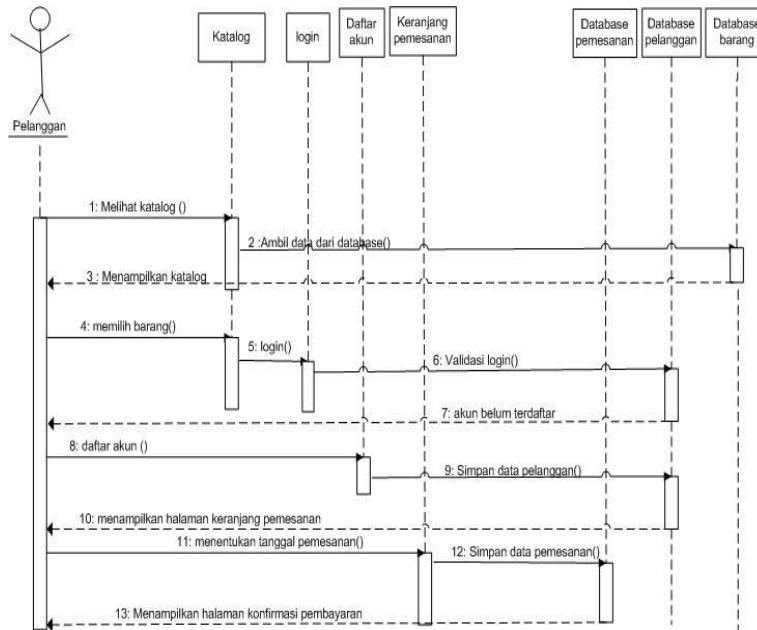 Pelanggan
Katalog
login
Daftar
akun
Keranjang
pemesanan
Database
pemesanan
Database
pelanggan
Database
barang
1: Melihat katalog ()
2 :Ambil data dari database()
3 : Menampilkan katalog
4: memilih barang()
5: login()
6: Validasi login()
7: akun belum terdaftar
8: daftar akun ()
9: Simpan data pelanggan()
10: menampilkan halaman keranjang pemesanan
11: menentukan tanggal pemesanan()
12: Simpan data pemesanan()
13: Menampilkan halaman konfirmasi pembayaran